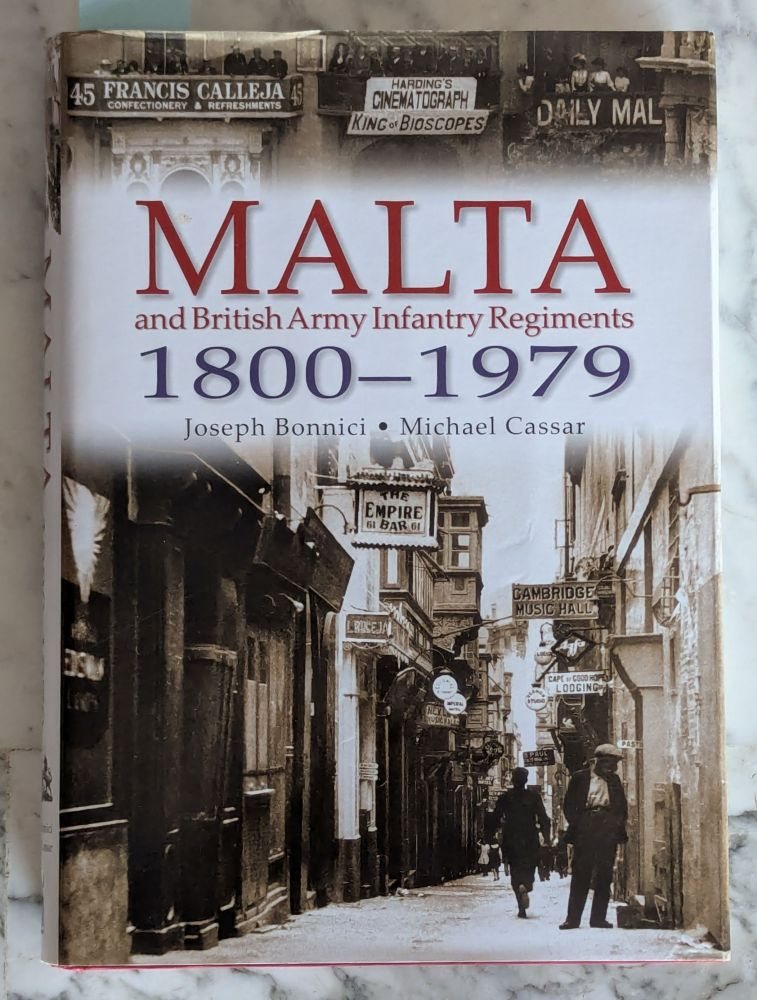 45 FRANCIS CALLEJA 45
CONFECTIONERY & REFRESHMENTS
HARDING'S
CINEMATOGRAPH
KING OF BIOSCOPES
DAILY MAL
MALTA
and British Army Infantry Regiments
1800–1979
Joseph Bonnici • Michael Cassar
MALTA
THE
EMPIRE
61 BAR 61
CAMBRIDGE
MUSIC HALL
CAPE OF GOOD HOPE
LODGING